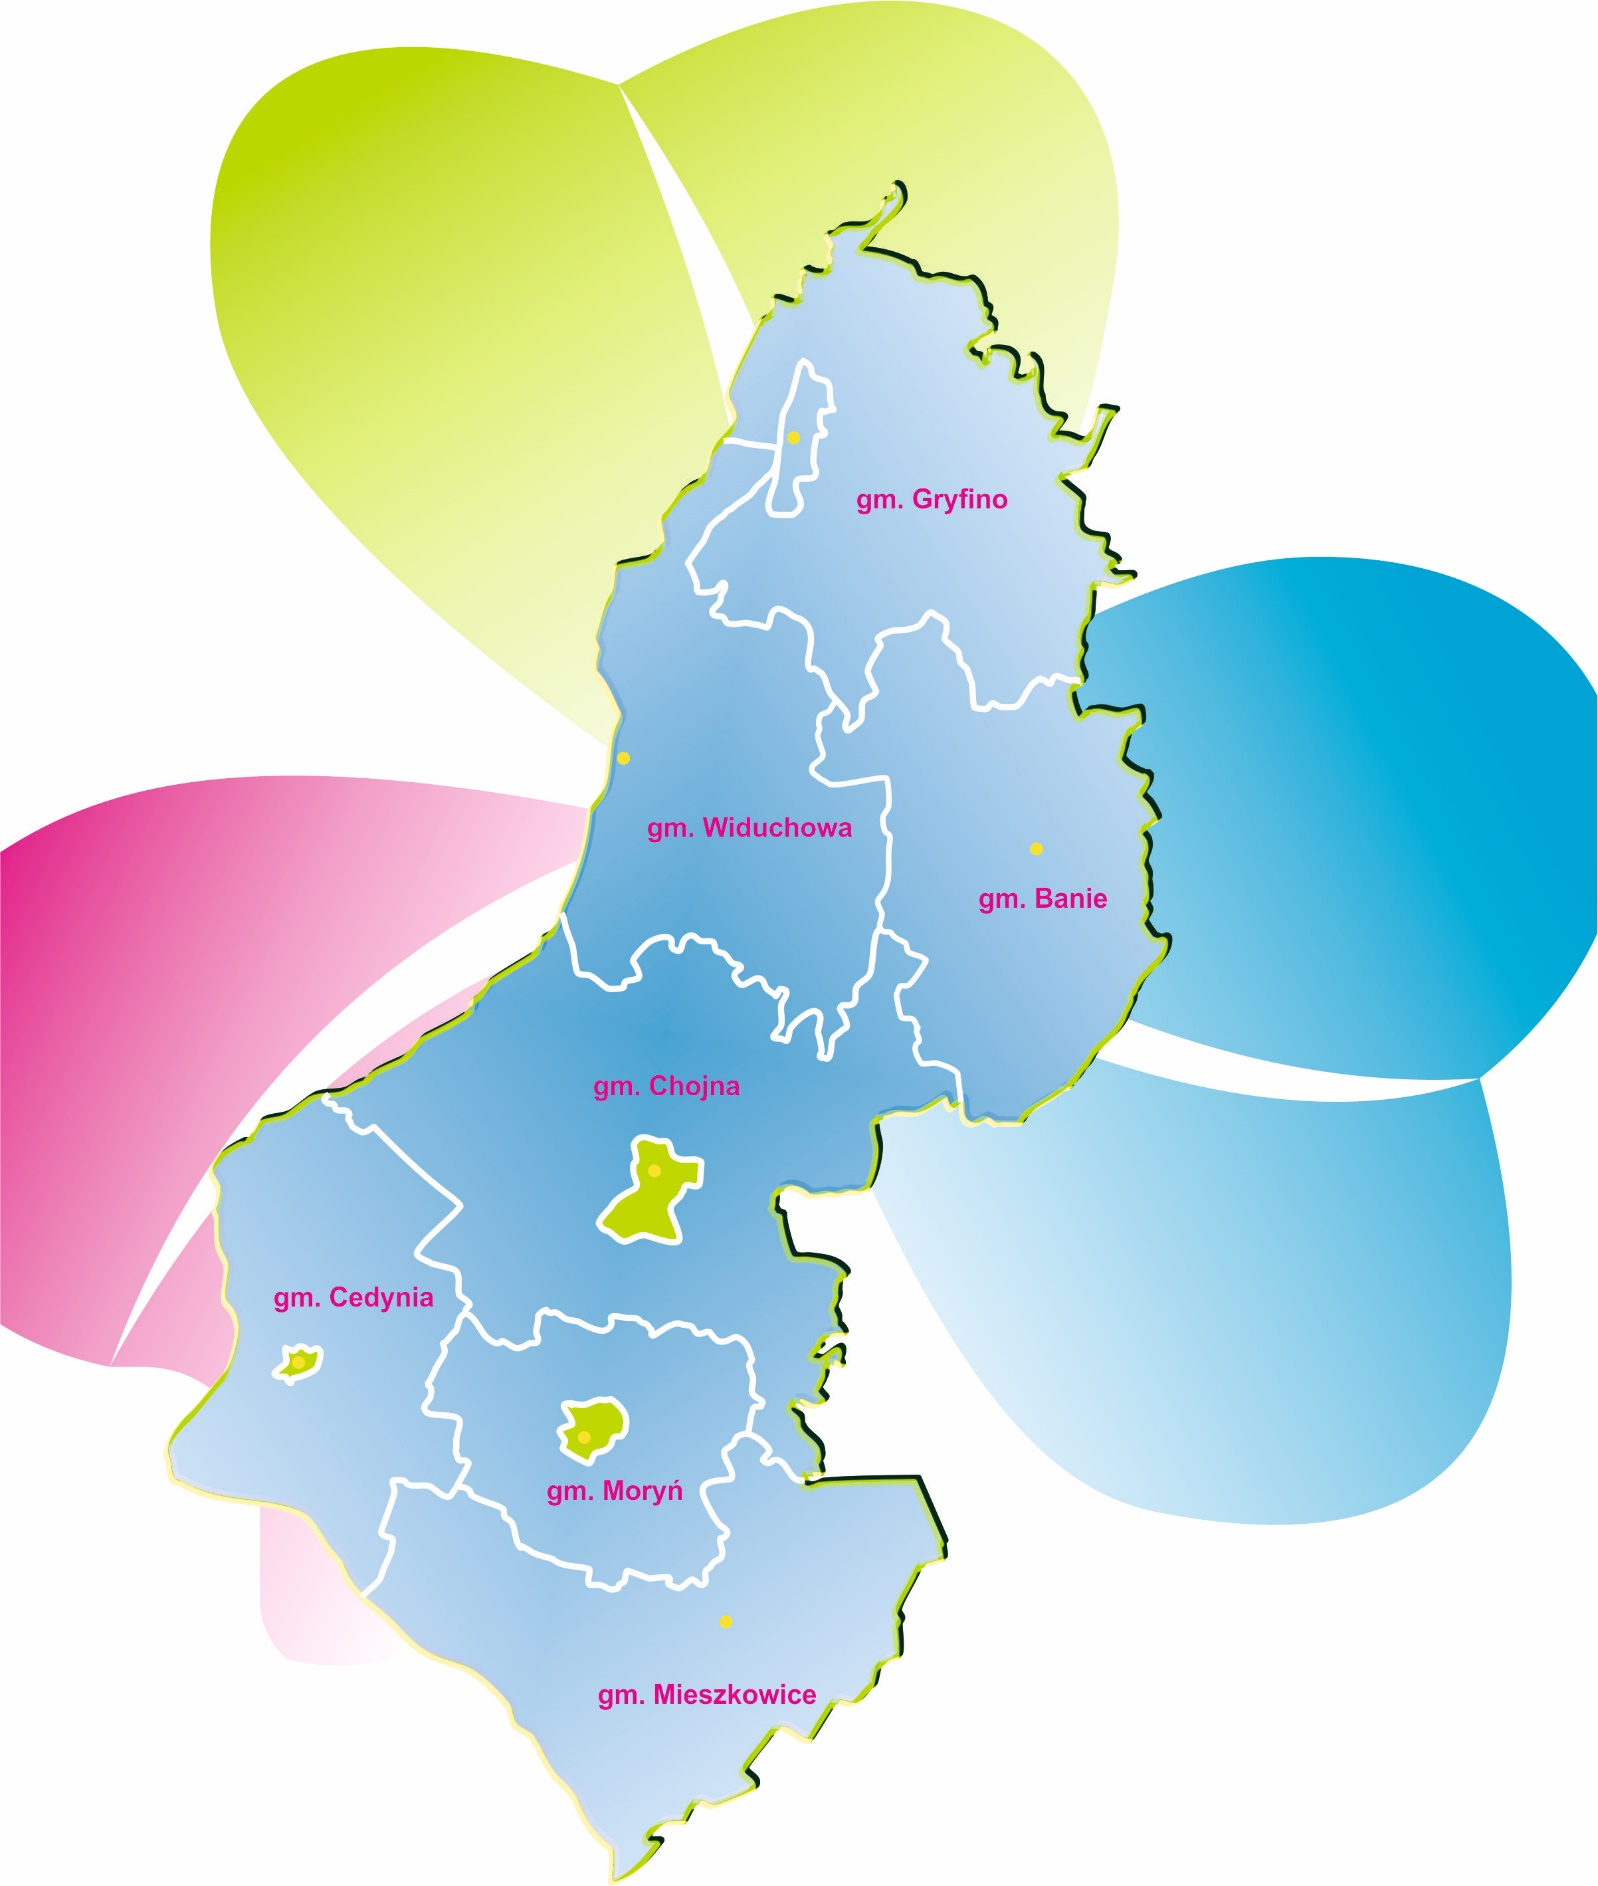 gm. Gryfino
gm. Widuchowa
gm. Banie
gm. Chojna
gm. Cedynia
gm. Moryń
gm. Mieszkowice